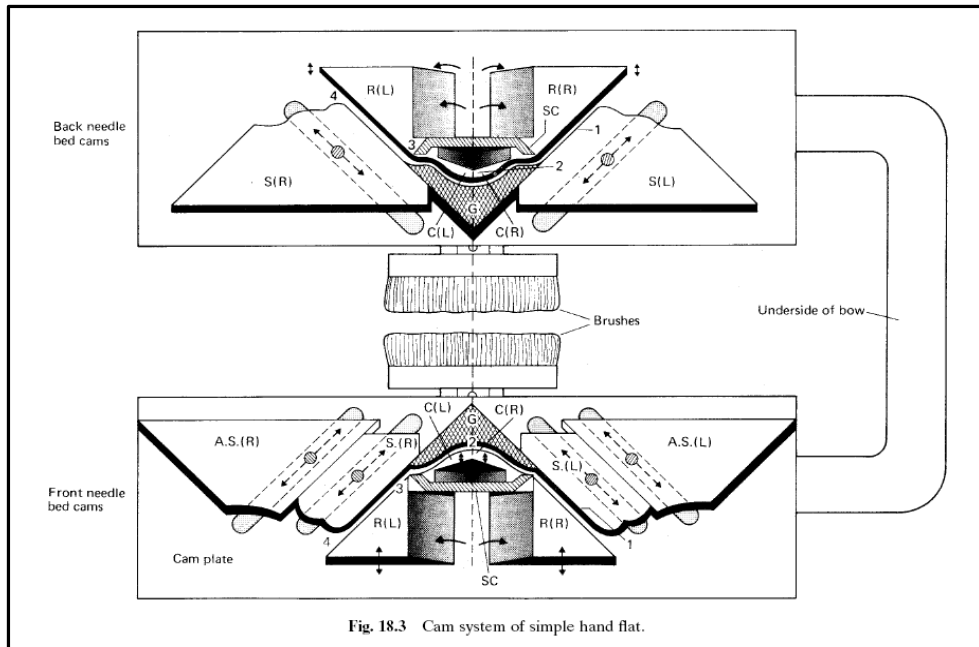 R(L)
R(R)
SC
4
1
Back needle
bed cams
3
2
S(R)
S(L)
G
C(L)
C(R)
Brushes
Underside of bow
C(L)
C(R)
G
A.S.(R)
S.(R)
2
S.(L)
A.S.(L)
3
Front needle
bed cams
R(L)
R(R)
4
1
Cam plate
SC
Fig. 18.3 Cam system of simple hand flat.